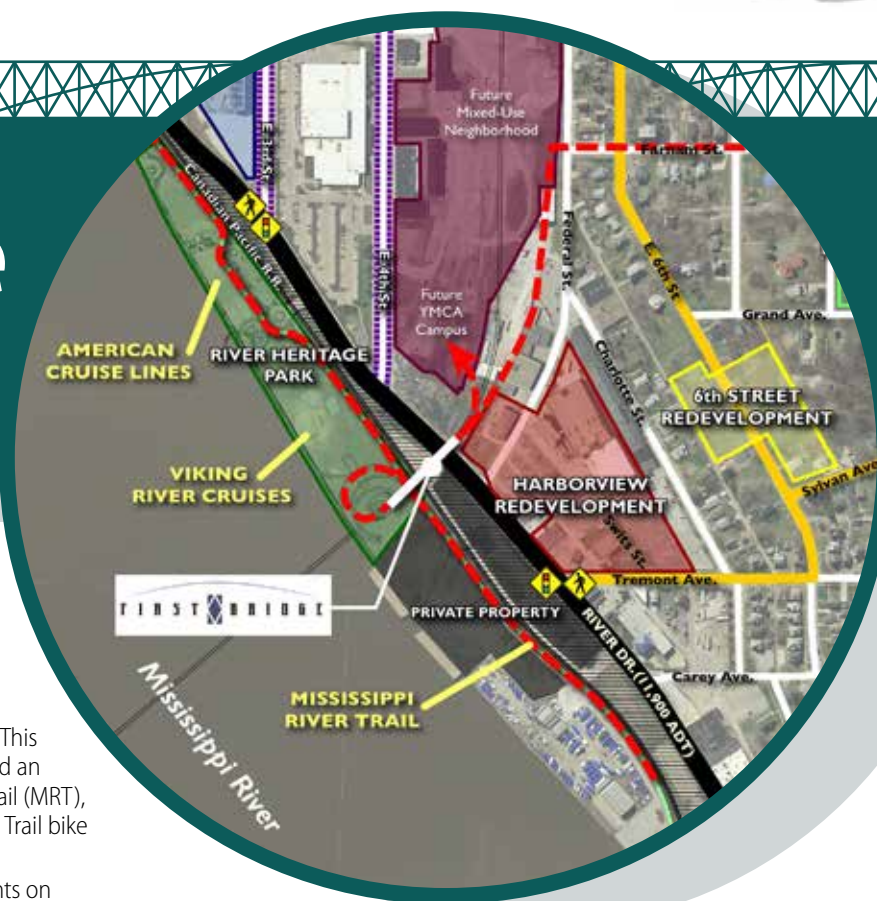 e
Future
Mixed-Use
Neighborhood
Farnam St.
E. 3rd St.
Canadian Pacific R.R.
E. 4th St.
Federal St.
E. 6th St
Future
YMCA
Campus
Grand Ave.
AMERICAN
CRUISE LINES
RIVER HERITAGE
PARK
Charlotte St.
6th STREET
REDEVELOPMENT
VIKING
RIVER CRUISES
HARBORVIEW
REDEVELOPMENT
Sylvan Ave
Switz St.
Tremont Ave.
FIRST BRIDGE
PRIVATE PROPERTY
RIVER DR. (11,900 ADT)
Carey Ave.
MISSISSIPPI
RIVER TRAIL
Mississippi River
This
d an
ail (MRT),
Trail bike
nts on